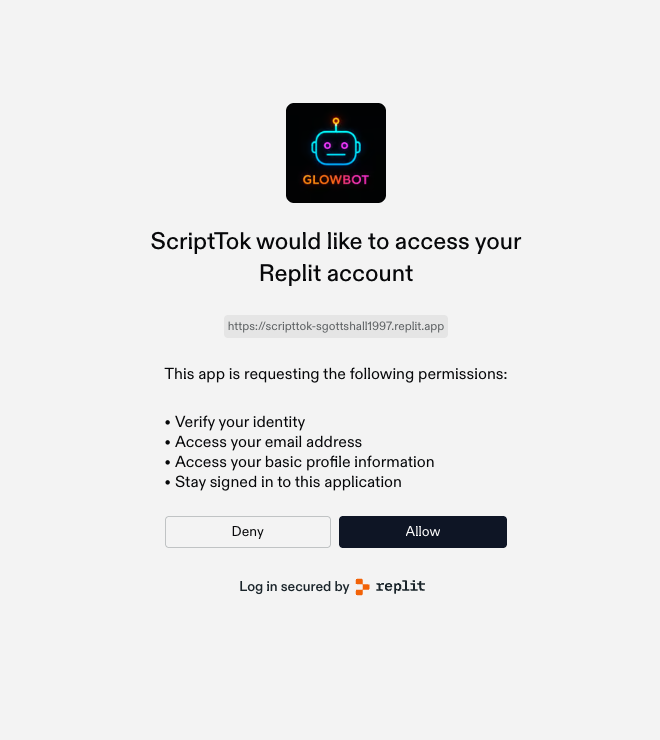 GLOWBOT
ScriptTok would like to access your
Replit account
https://scripttok-sgottshall1997.replit.app
This app is requesting the following permissions:
• Verify your identity
• Access your email address
• Access your basic profile information
• Stay signed in to this application
Deny Allow
Log in secured by replit